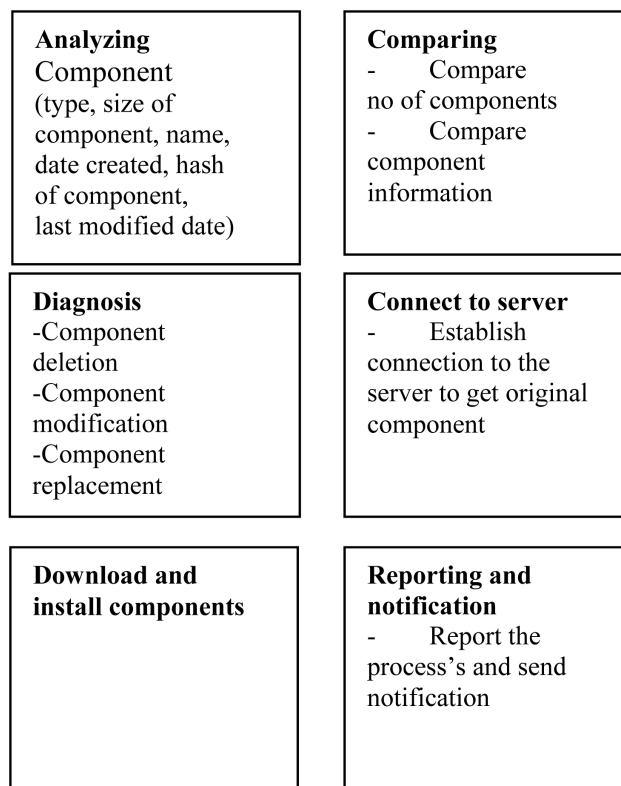 Analyzing
Component
(type, size of
component, name,
date created, hash
of component,
last modified date)
Comparing
- Compare
no of components
- Compare
component
information
Diagnosis
-Component
deletion
-Component
modification
-Component
replacement
Connect to server
- Establish
connection to the
server to get original
component
Download and
install components
Reporting and
notification
- Report the
process’s and send
notification